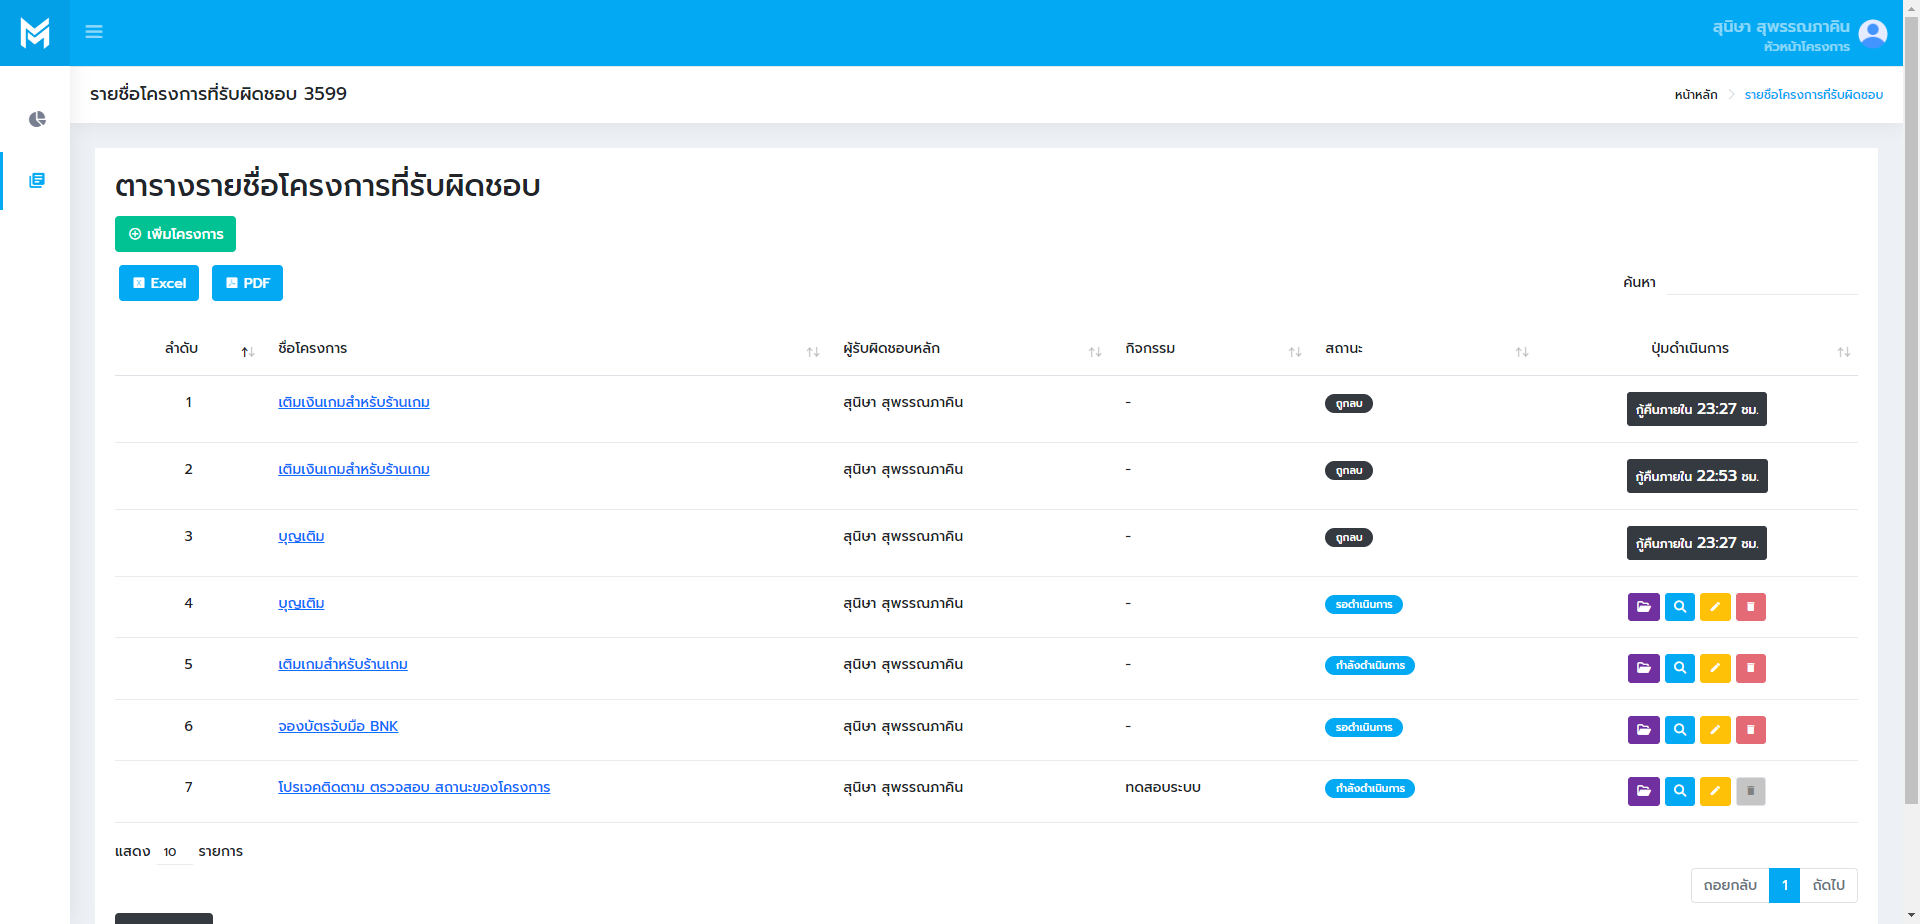 สุนิษา สุพรรณภาคิน
หัวหน้าโครงการ
รายชื่อโครงการที่รับผิดชอบ 3599
หน้าหลัก รายชื่อโครงการที่รับผิดชอบ
ตารางรายชื่อโครงการที่รับผิดชอบ
เพิ่มโครงการ
Excel PDF ค้นหา
ลำดับ ชื่อโครงการ ผู้รับผิดชอบหลัก กิจกรรม สถานะ ปุ่มดำเนินการ
1 เติมเงินเกมสำหรับร้านเกม สุนิษา สุพรรณภาคิน - ถูกลบ กู้คืนภายใน 23:27 ชม.
2 เติมเงินเกมสำหรับร้านเกม สุนิษา สุพรรณภาคิน - ถูกลบ กู้คืนภายใน 22:53 ชม.
3 บุญเติม สุนิษา สุพรรณภาคิน - ถูกลบ กู้คืนภายใน 23:27 ชม.
4 บุญเติม สุนิษา สุพรรณภาคิน - รอดำเนินการ
5 เติมเกมสำหรับร้านเกม สุนิษา สุพรรณภาคิน - กำลังดำเนินการ
6 จองบัตรจับมือ BNK สุนิษา สุพรรณภาคิน - รอดำเนินการ
7 โปรเจคติดตาม ตรวจสอบ สถานะของโครงการ สุนิษา สุพรรณภาคิน ทดสอบระบบ กำลังดำเนินการ
แสดง 10 รายการ
ถอยกลับ 1 ถัดไป